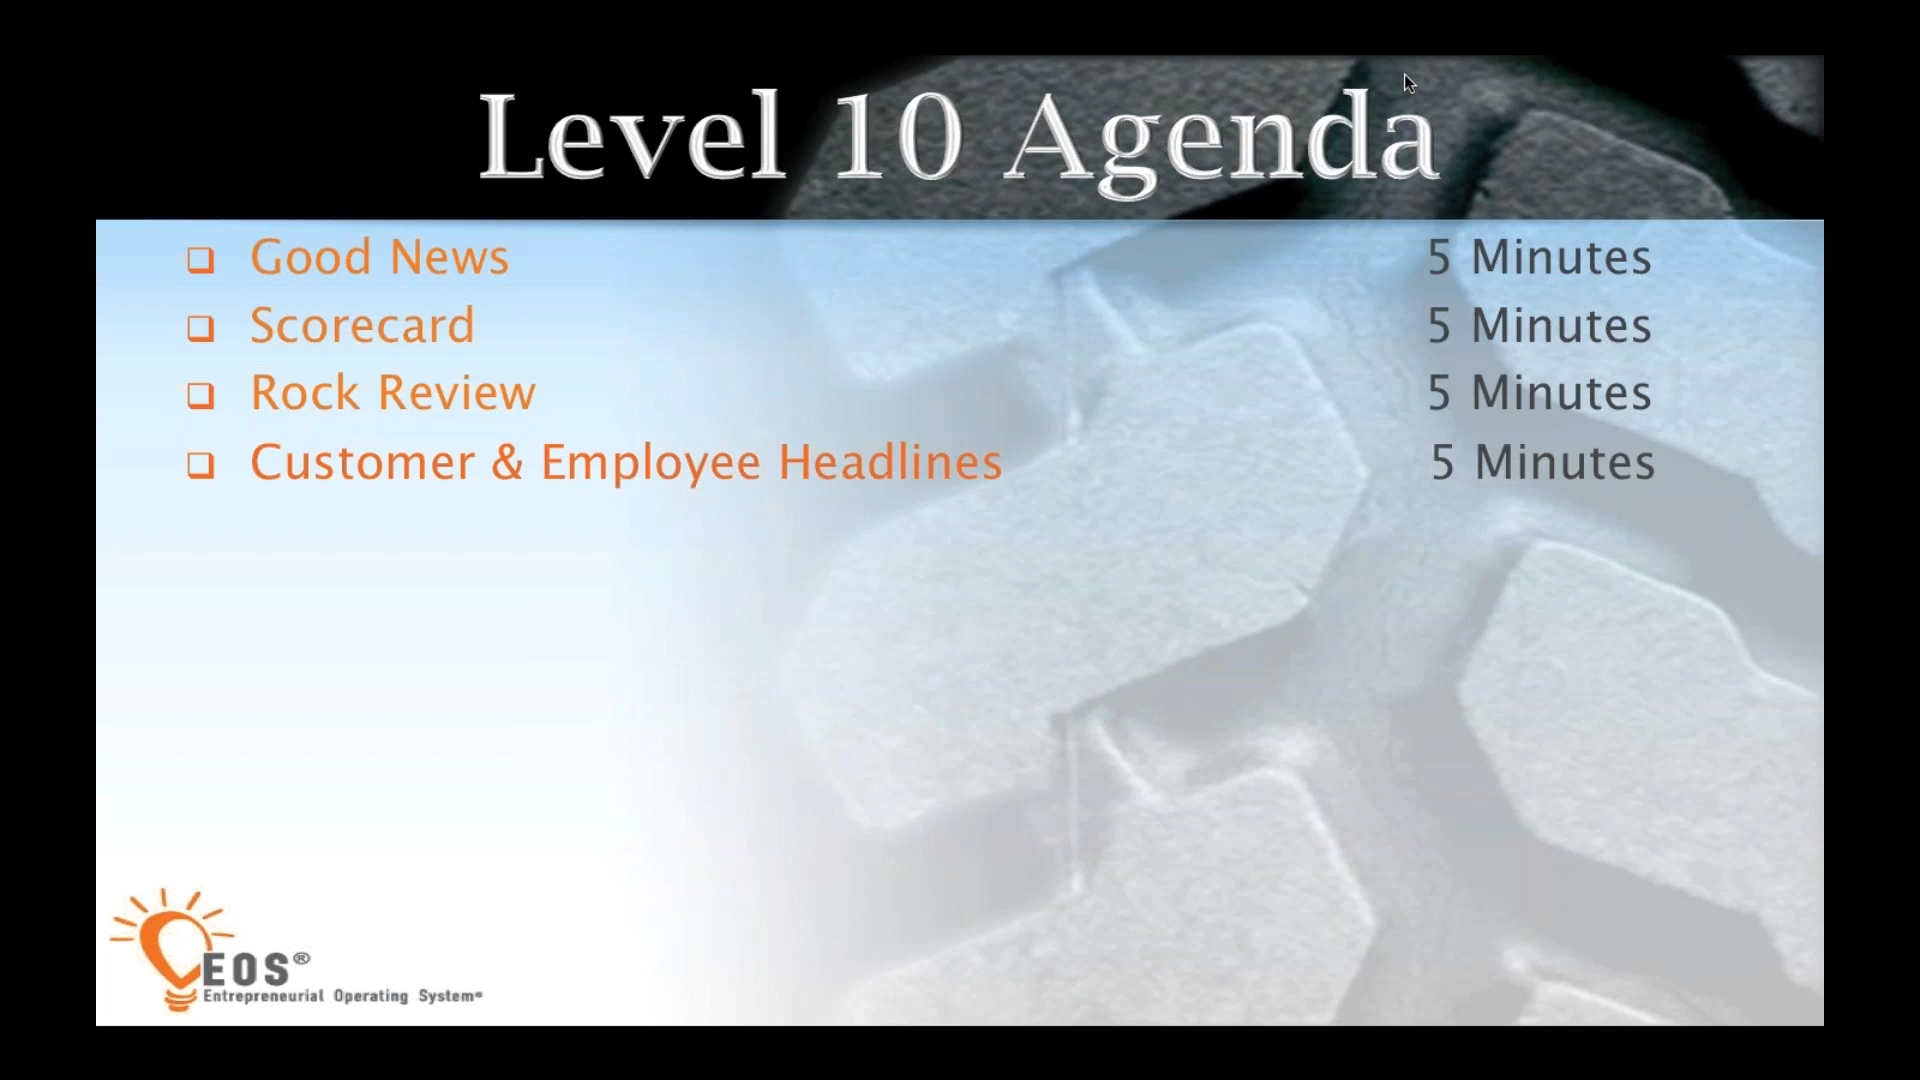 Level 10 Agenda
Good News 5 Minutes
Scorecard 5 Minutes
Rock Review 5 Minutes
Customer & Employee Headlines 5 Minutes
EOS®
Entrepreneurial Operating System